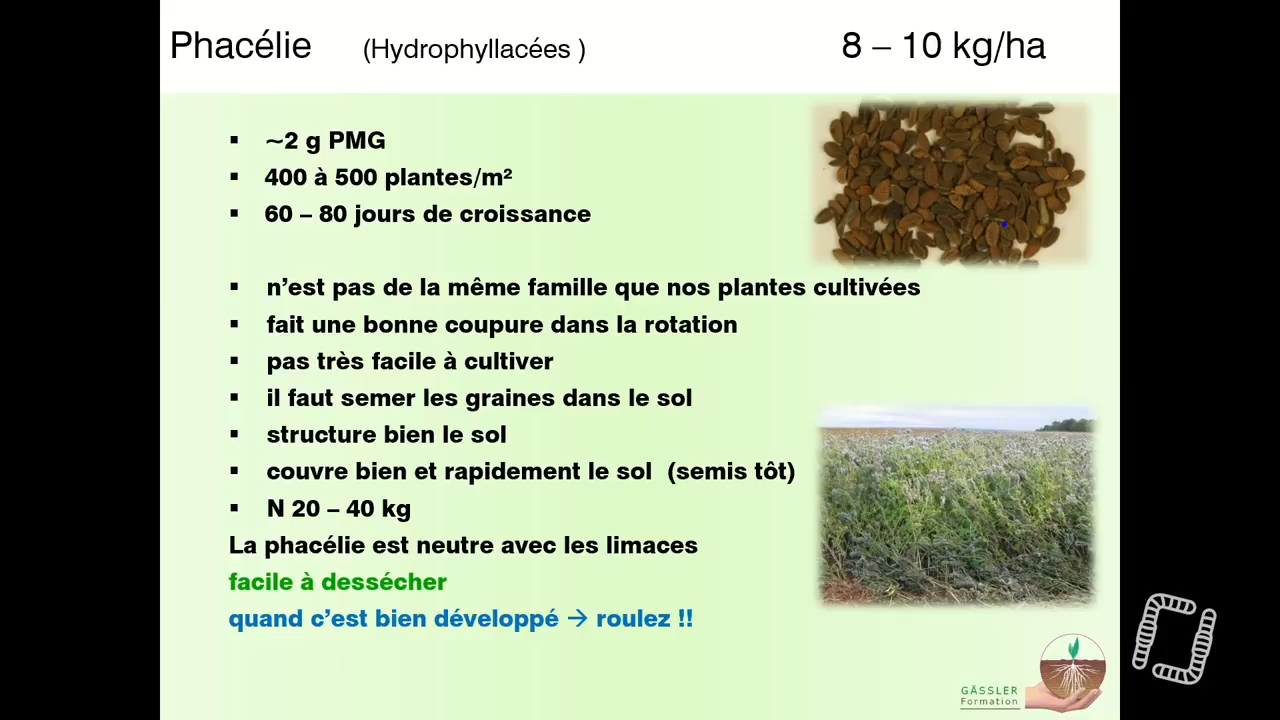 Phacélie (Hydrophyllacées ) 8 – 10 kg/ha
▪ ~2 g PMG
▪ 400 à 500 plantes/m²
▪ 60 – 80 jours de croissance
▪ n’est pas de la même famille que nos plantes cultivées
▪ fait une bonne coupure dans la rotation
▪ pas très facile à cultiver
▪ il faut semer les graines dans le sol
▪ structure bien le sol
▪ couvre bien et rapidement le sol (semis tôt)
▪ N 20 – 40 kg
La phacélie est neutre avec les limaces
facile à dessécher
quand c’est bien développé → roulez !!
GÄSSLER
Formation